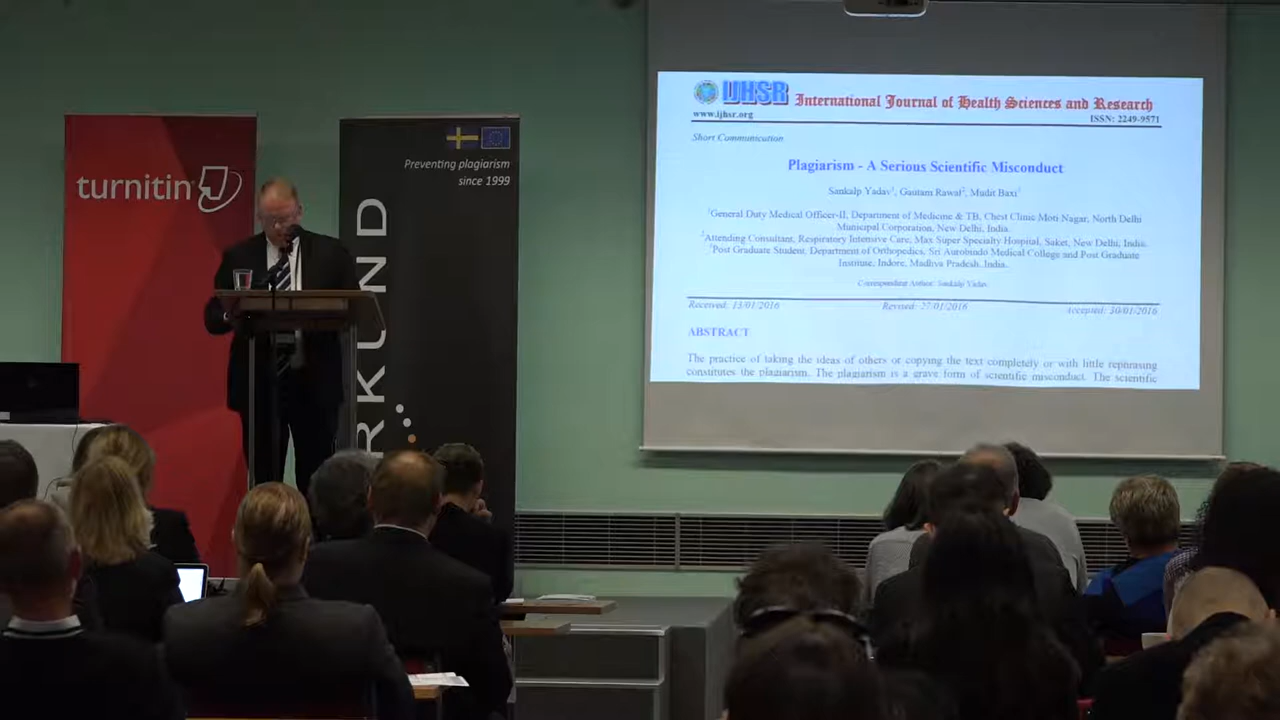 turnitin
Preventing plagiarism
since 1999
RKUND
IJHSR International Journal of Health Sciences and Research
www.ijhsr.org
ISSN: 2249-9571
Short Communication
Plagiarism - A Serious Scientific Misconduct
Sankalp Yadav1, Gautam Rawal2, Mudit Baxi3
1General Duty Medical Officer-II, Department of Medicine & TB, Chest Clinic Moti Nagar, North Delhi
Municipal Corporation, New Delhi, India.
2Attending Consultant, Respiratory Intensive Care, Max Super Specialty Hospital, Saket, New Delhi, India.
3Post Graduate Student, Department of Orthopedics, Sri Aurobindo Medical College and Post Graduate
Institute, Indore, Madhya Pradesh, India.
Corresponding Author: Sankalp Yadav
Received: 13/01/2016 Revised: 27/01/2016 Accepted: 30/01/2016
ABSTRACT
The practice of taking the ideas of others or copying the text completely or with little rephrasing
constitutes the plagiarism. The plagiarism is a grave form of scientific misconduct. The scientific